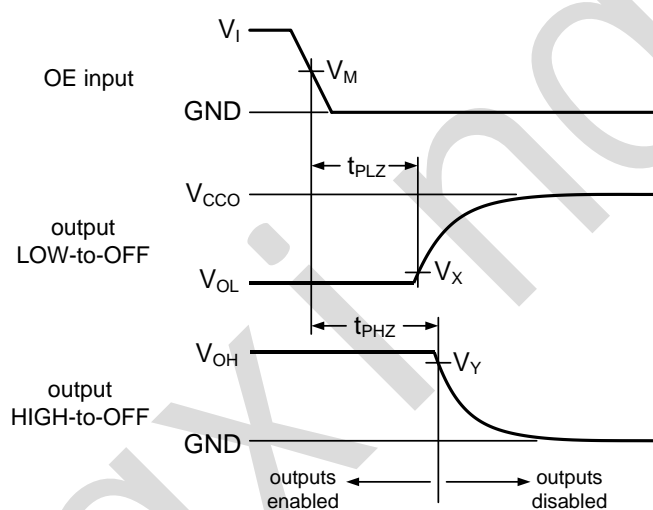 V_I
OE input
V_M
GND
t_PLZ
V_CCO
output
LOW-to-OFF
V_X
V_OL
t_PHZ
V_OH
V_Y
output
HIGH-to-OFF
GND
outputs
enabled
outputs
disabled